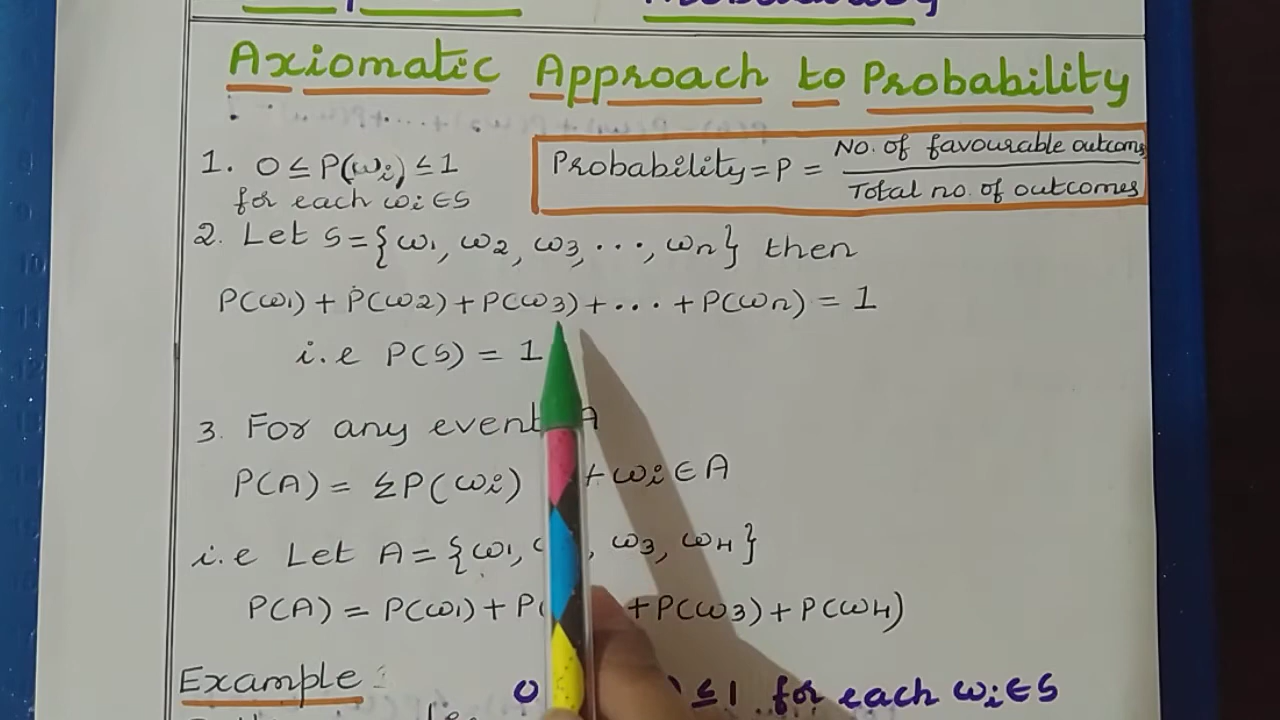 Axiomatic Approach to Probability
1. 0 ≤ P(ωi) ≤ 1
for each ωi∈S
Probability = P = No. of favourable outcoms
Total no. of outcomes
2. Let S={ω1, ω2, ω3, ..., ωn} then
P(ω1) + P(ω2) + P(ω3) + ... + P(ωn) = 1
i.e P(S) = 1
3. For any event A
P(A) = ΣP(ωi) ωi ∈ A
i.e Let A = {ω1, , ω3, ω4}
P(A) = P(ω1) + P( + P(ω3) + P(ω4)
Example :
0 ) ≤ 1 for each ωi∈S